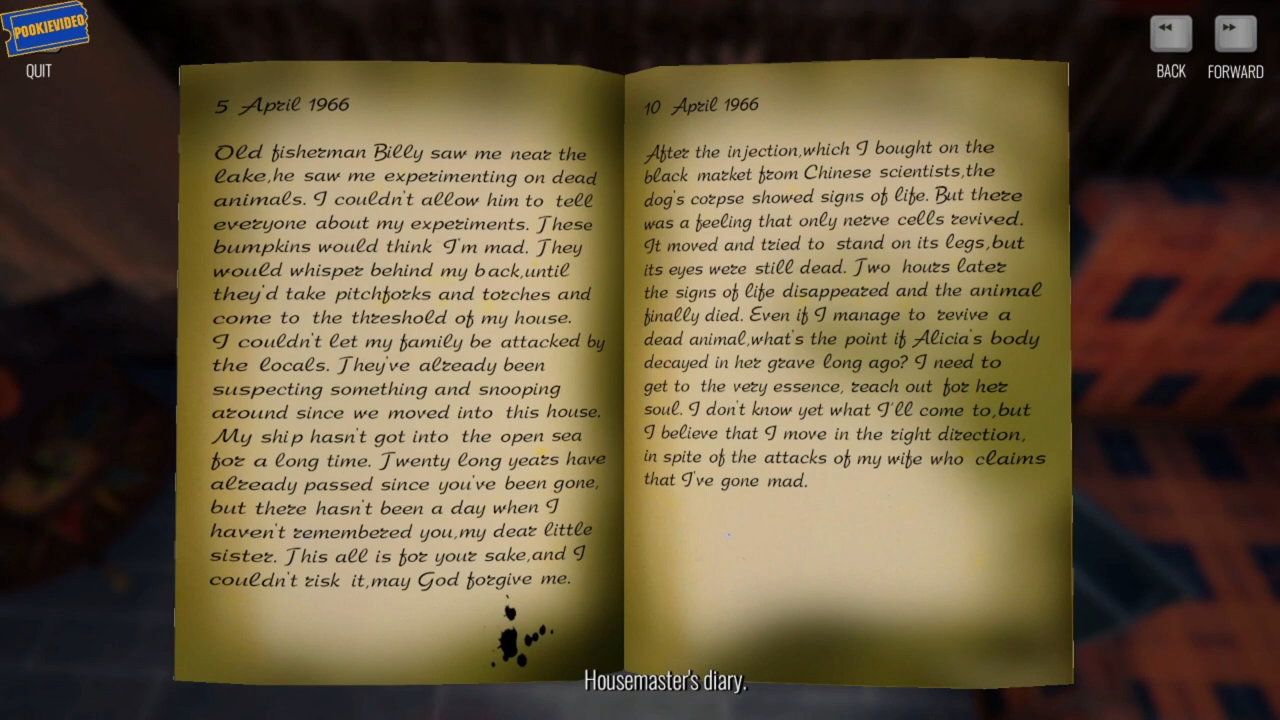 POOKIEVIDEO
QUIT
BACK
FORWARD
5 April 1966
Old fisherman Billy saw me near the
lake,he saw me experimenting on dead
animals. I couldn't allow him to tell
everyone about my experiments. These
bumpkins would think I'm mad. They
would whisper behind my back,until
they'd take pitchforks and torches and
come to the threshold of my house.
I couldn't let my family be attacked by
the locals. They've already been
suspecting something and snooping
around since we moved into this house.
My ship hasn't got into the open sea
for a long time. Twenty long years have
already passed since you've been gone,
but there hasn't been a day when I
haven't remembered you,my dear little
sister. This all is for your sake,and I
couldn't risk it,may God forgive me.
10 April 1966
After the injection,which I bought on the
black market from Chinese scientists,the
dog's corpse showed signs of life. But there
was a feeling that only nerve cells revived.
It moved and tried to stand on its legs,but
its eyes were still dead. Two hours later
the signs of life disappeared and the animal
finally died. Even if I manage to revive a
dead animal,what's the point if Alicia's body
decayed in her grave long ago? I need to
get to the very essence, reach out for her
soul. I don't know yet what I'll come to,but
I believe that I move in the right direction,
in spite of the attacks of my wife who claims
that I've gone mad.
Housemaster's diary.